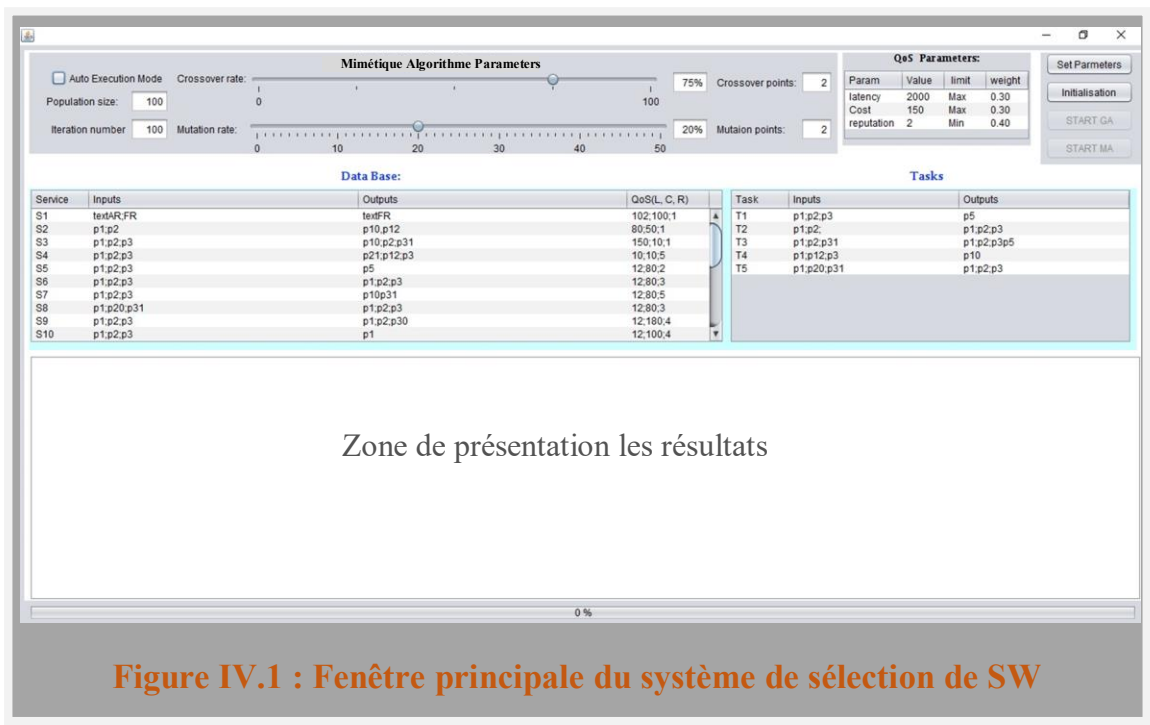 Mimétique Algorithme Parameters
Auto Execution Mode Crossover rate: 75% Crossover points: 2
0 100
Population size: 100
Iteration number 100 Mutation rate: 20% Mutaion points: 2
0 10 20 30 40 50
QoS Parameters:
Param Value limit weight
latency 2000 Max 0.30
Cost 150 Max 0.30
reputation 2 Min 0.40
Set Parmeters
Initialisation
START GA
START MA
Data Base:
Service Inputs Outputs QoS(L, C, R)
S1 textAR;FR textFR 102;100;1
S2 p1;p2 p10,p12 80;50;1
S3 p1;p2;p3 p10;p2;p31 150;10;1
S4 p1;p2;p3 p21;p12;p3 10;10;5
S5 p1;p2;p3 p5 12;80;2
S6 p1;p2;p3 p1;p2;p3 12;80;3
S7 p1;p2;p3 p10p31 12;80;5
S8 p1;p20;p31 p1;p2;p3 12;80;3
S9 p1;p2;p3 p1;p2;p30 12;180;4
S10 p1;p2;p3 p1 12;100;4
Tasks
Task Inputs Outputs
T1 p1;p2;p3 p5
T2 p1;p2; p1;p2;p3
T3 p1;p2;p31 p1;p2;p3p5
T4 p1;p12;p3 p10
T5 p1;p20;p31 p1;p2;p3
Zone de présentation les résultats
0 %
Figure IV.1 : Fenêtre principale du système de sélection de SW